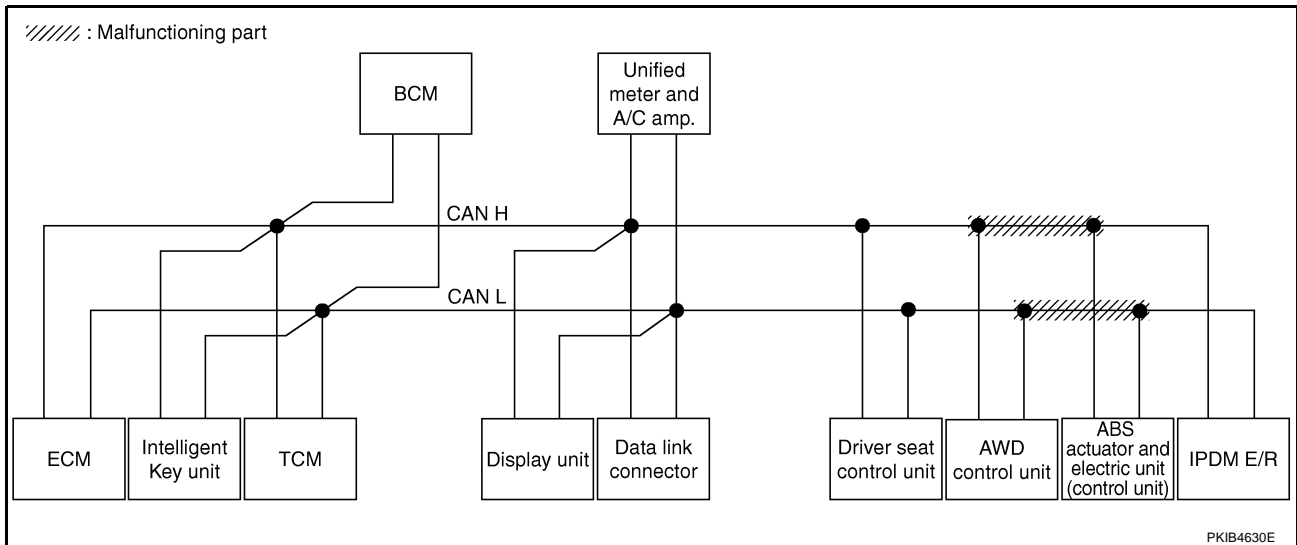 : Malfunctioning part
BCM
Unified
meter and
A/C amp.
CAN H
CAN L
ECM
Intelligent
Key unit
TCM
Display unit
Data link
connector
Driver seat
control unit
AWD
control unit
ABS
actuator and
electric unit
(control unit)
IPDM E/R
PKIB4630E